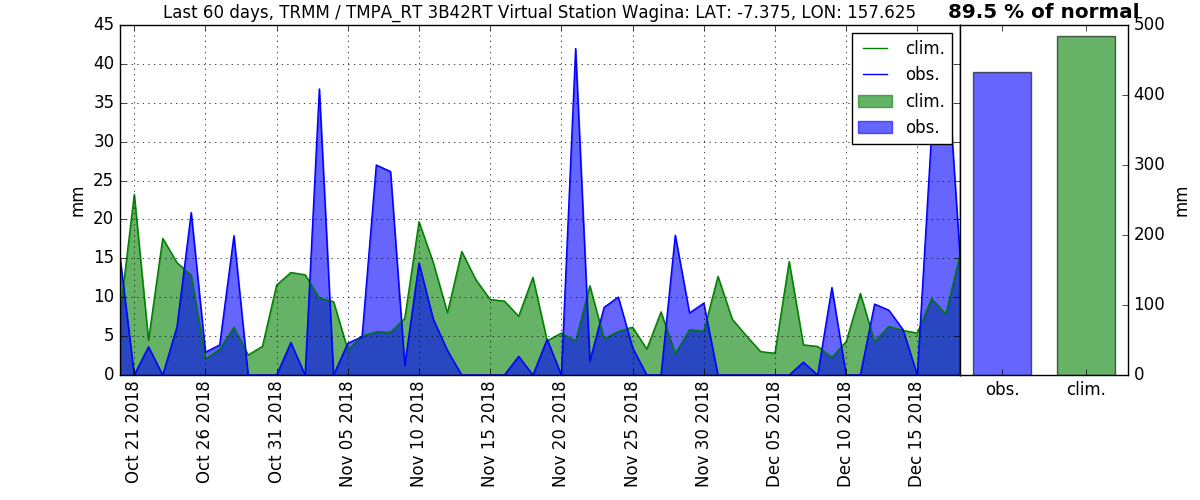 Last 60 days, TRMM / TMPA_RT 3B42RT Virtual Station Wagina: LAT: -7.375, LON: 157.625
89.5 % of normal
mm
45
40
35
30
25
20
15
10
5
0
clim.
obs.
clim.
obs.
Oct 21 2018
Oct 26 2018
Oct 31 2018
Nov 05 2018
Nov 10 2018
Nov 15 2018
Nov 20 2018
Nov 25 2018
Nov 30 2018
Dec 05 2018
Dec 10 2018
Dec 15 2018
obs.
clim.
500
400
300
200
100
0
mm